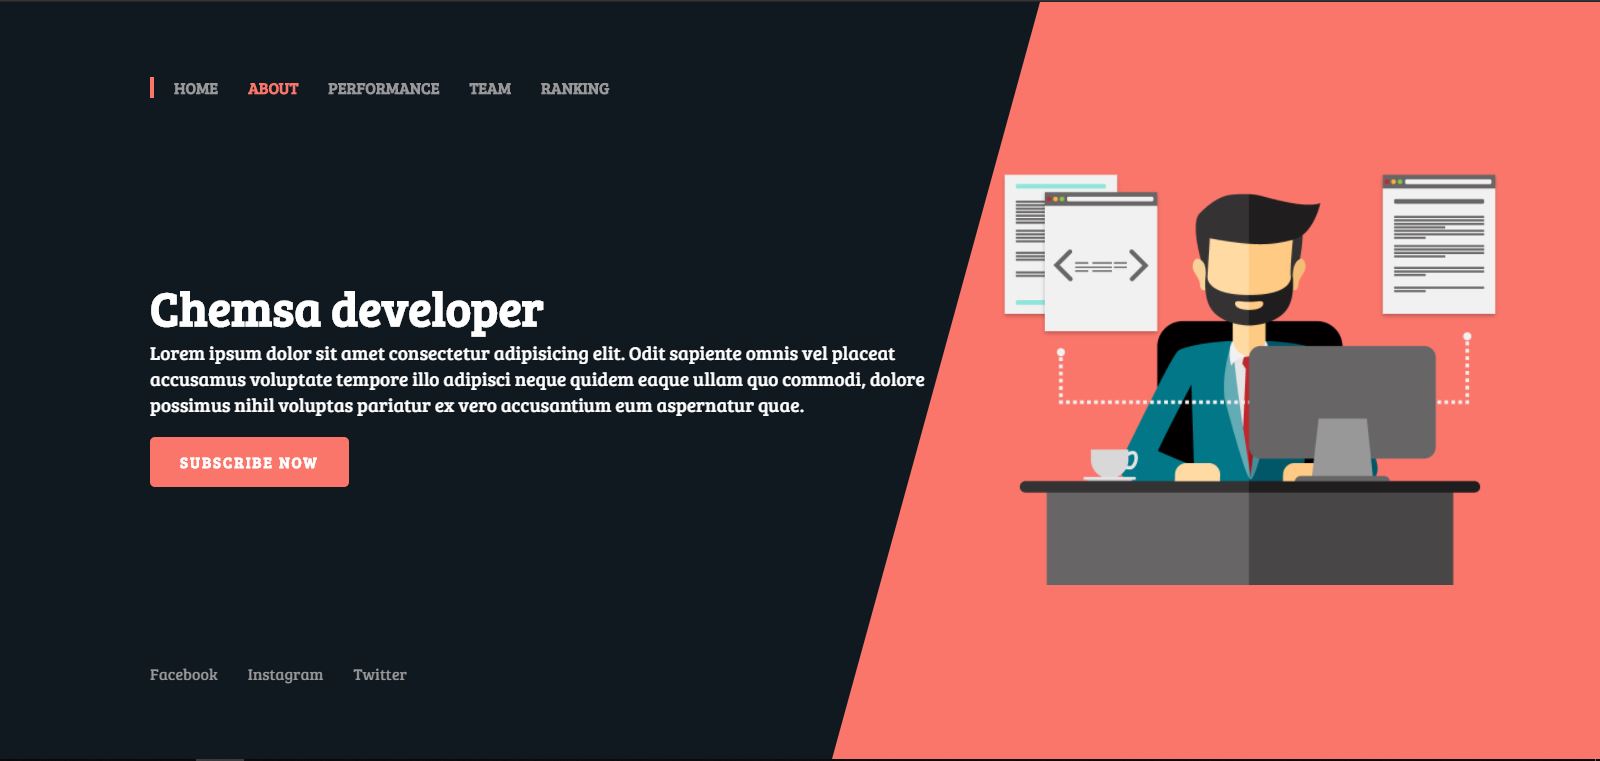 HOME ABOUT PERFORMANCE TEAM RANKING
Chemsa developer
Lorem ipsum dolor sit amet consectetur adipisicing elit. Odit sapiente omnis vel placeat
accusamus voluptate tempore illo adipisci neque quidem eaque ullam quo commodi, dolore
possimus nihil voluptas pariatur ex vero accusantium eum aspernatur quae.
SUBSCRIBE NOW
Facebook Instagram Twitter